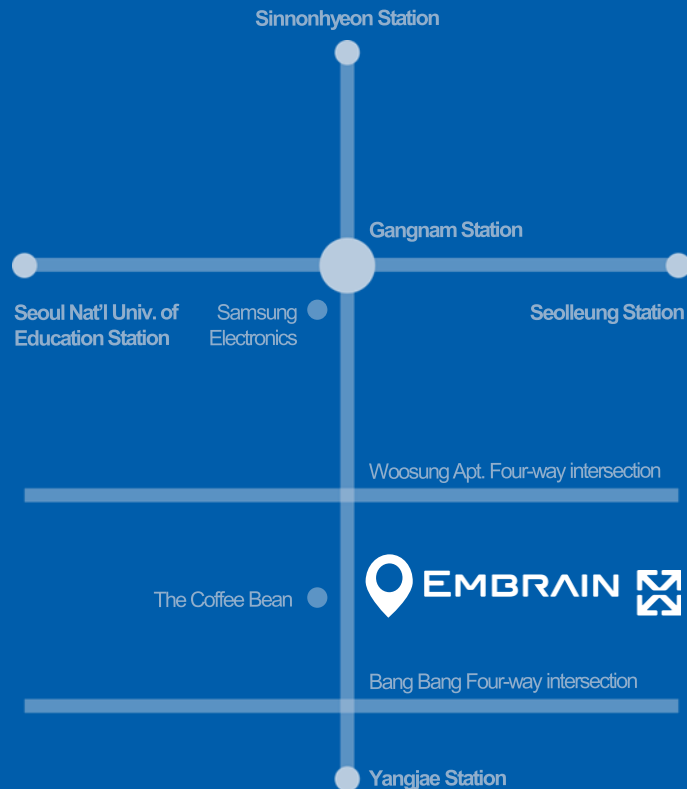 Sinnonhyeon Station
Gangnam Station
Seoul Nat'l Univ. of
Education Station
Samsung
Electronics
Seolleung Station
Woosung Apt. Four-way intersection
EMBRAIN
The Coffee Bean
Bang Bang Four-way intersection
Yangjae Station